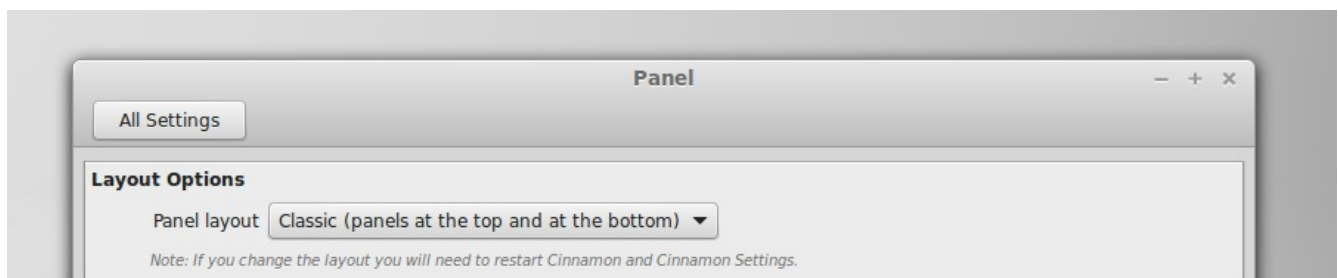 Panel
All Settings
Layout Options
Panel layout Classic (panels at the top and at the bottom)
Note: If you change the layout you will need to restart Cinnamon and Cinnamon Settings.